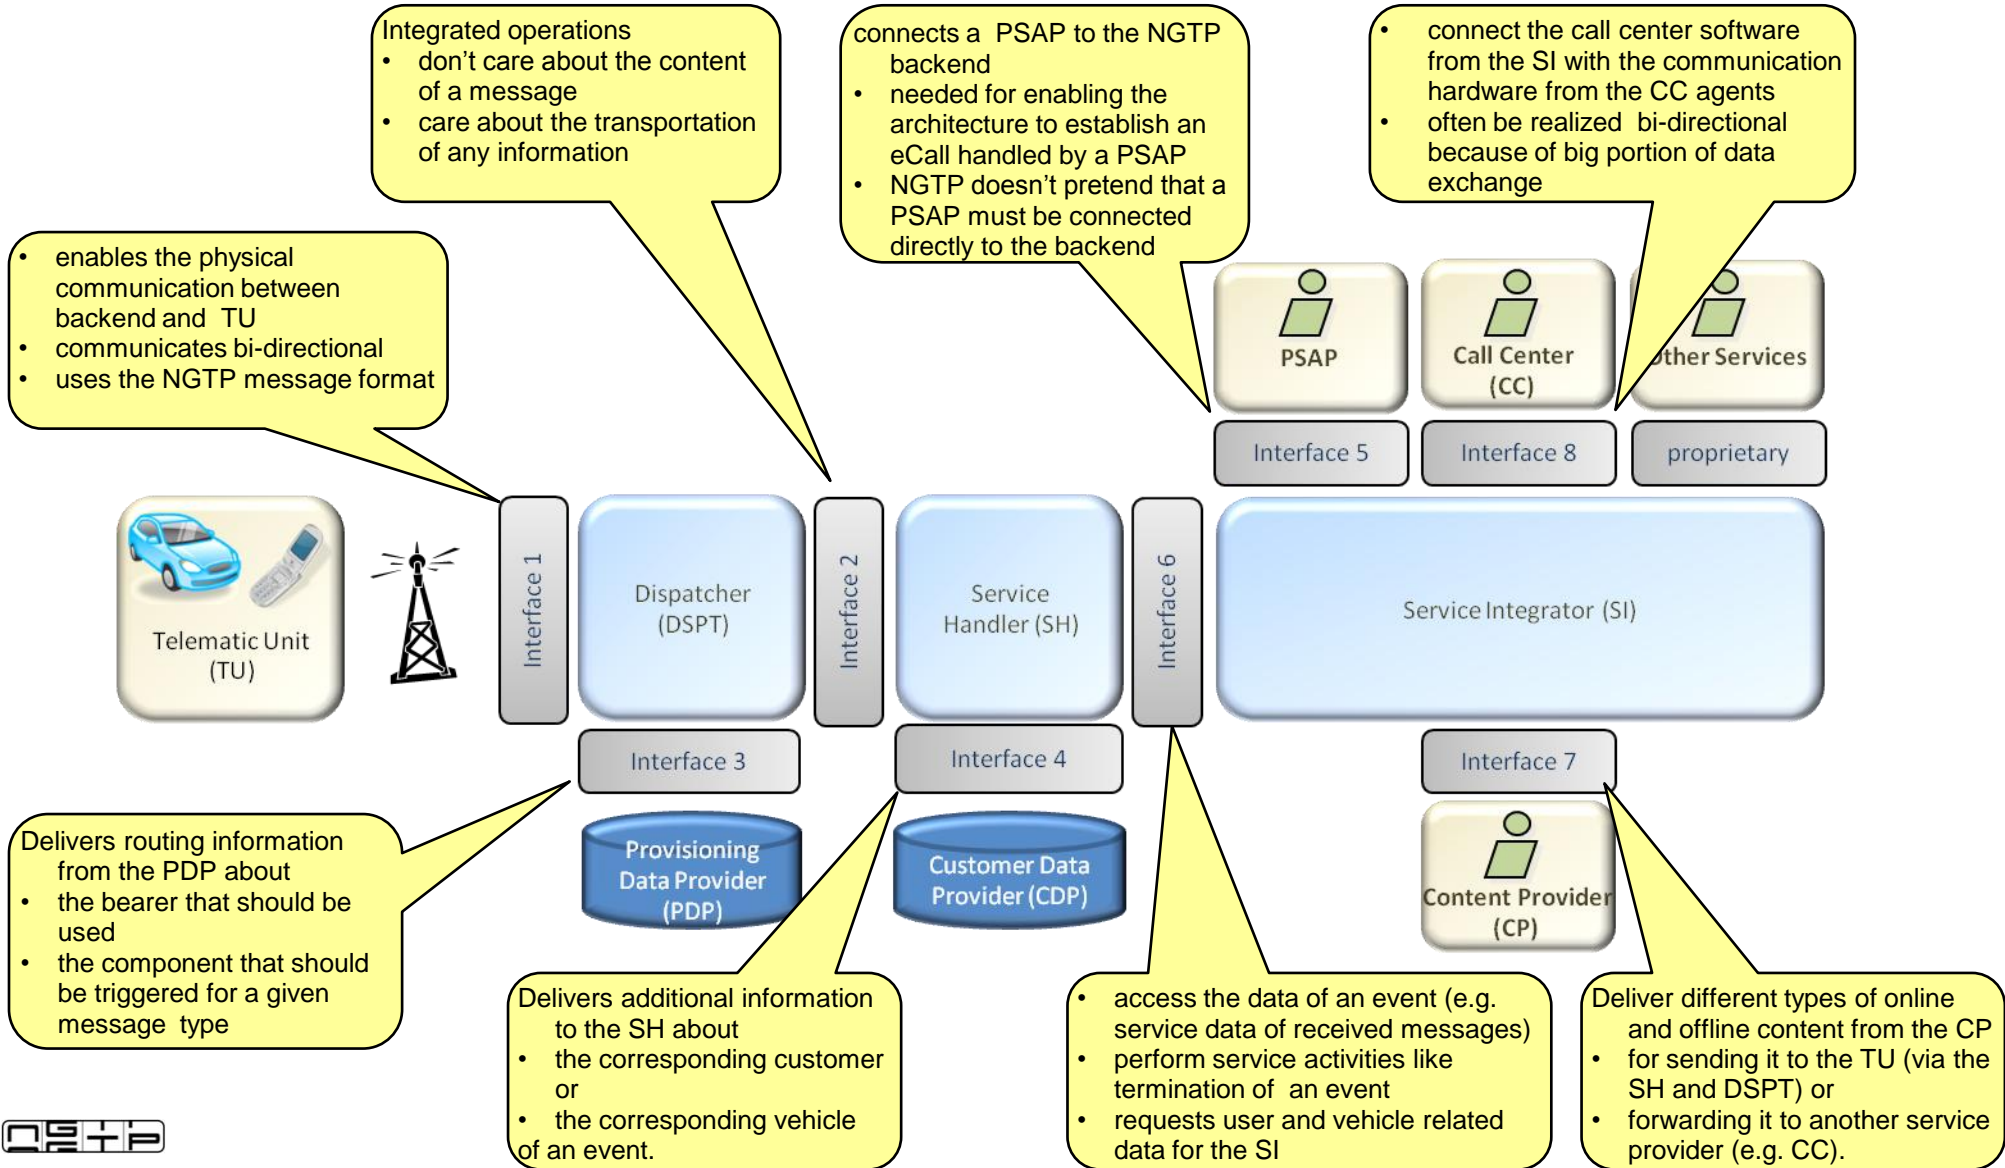 Integrated operations
• don’t care about the content
of a message
• care about the transportation
of any information
connects a PSAP to the NGTP
backend
• needed for enabling the
architecture to establish an
eCall handled by a PSAP
• NGTP doesn’t pretend that a
PSAP must be connected
directly to the backend
• connect the call center software
from the SI with the communication
hardware from the CC agents
• often be realized bi-directional
because of big portion of data
exchange
• enables the physical
communication between
backend and TU
• communicates bi-directional
• uses the NGTP message format
PSAP
Call Center
(CC)
Other Services
Interface 5
Interface 8
proprietary
Telematic Unit
(TU)
Interface 1
Dispatcher
(DSPT)
Interface 2
Service
Handler (SH)
Interface 6
Service Integrator (SI)
Interface 3
Interface 4
Interface 7
Provisioning
Data Provider
(PDP)
Customer Data
Provider (CDP)
Content Provider
(CP)
Delivers routing information
from the PDP about
• the bearer that should be
used
• the component that should
be triggered for a given
message type
Delivers additional information
to the SH about
• the corresponding customer
or
• the corresponding vehicle
of an event.
• access the data of an event (e.g.
service data of received messages)
• perform service activities like
termination of an event
• requests user and vehicle related
data for the SI
Deliver different types of online
and offline content from the CP
• for sending it to the TU (via the
SH and DSPT) or
• forwarding it to another service
provider (e.g. CC).
NGTP